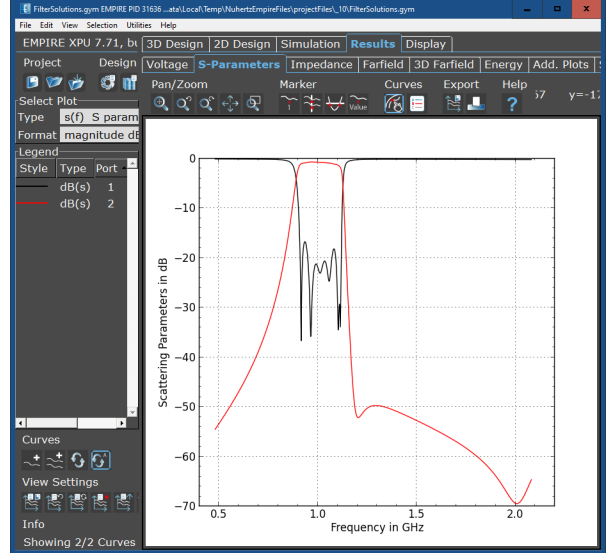 FilterSolutions.gym EMPIRE PID 31636 ...ata\Local\Temp\NuhertzEmpireFiles\projectFiles\_10\FilterSolutions.gym
File Edit View Selection Utilities Help
EMPIRE XPU 7.71, bu 3D Design 2D Design Simulation Results Display
Project Design Voltage S-Parameters Impedance Farfield 3D Farfield Energy Add. Plots
Pan/Zoom Marker Curves Export Help
1 Value ? 57 y=-17
Select Plot
Type s(f) S param
Format magnitude dB
Legend
Style Type Port
dB(s) 1
dB(s) 2
Curves
View Settings
Info
Showing 2/2 Curves
Scattering Parameters in dB
0
−10
−20
−30
−40
−50
−60
−70
0.5 1.0 1.5 2.0
Frequency in GHz